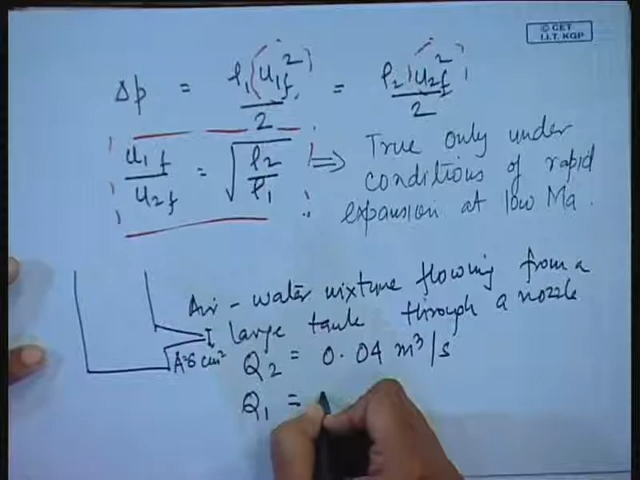 © CET
I.I.T. KGP
Δp = ρ₁(u₁f²)/2 = ρ₂(u₂f²)/2
u₁f/u₂f = √(ρ₂/ρ₁) ⇒ True only under
conditions of rapid
expansion at low Ma.
Air - water mixture flowing from a
large tank through a nozzle
A=6 cm²
Q₂ = 0.04 m³/s
Q₁ =